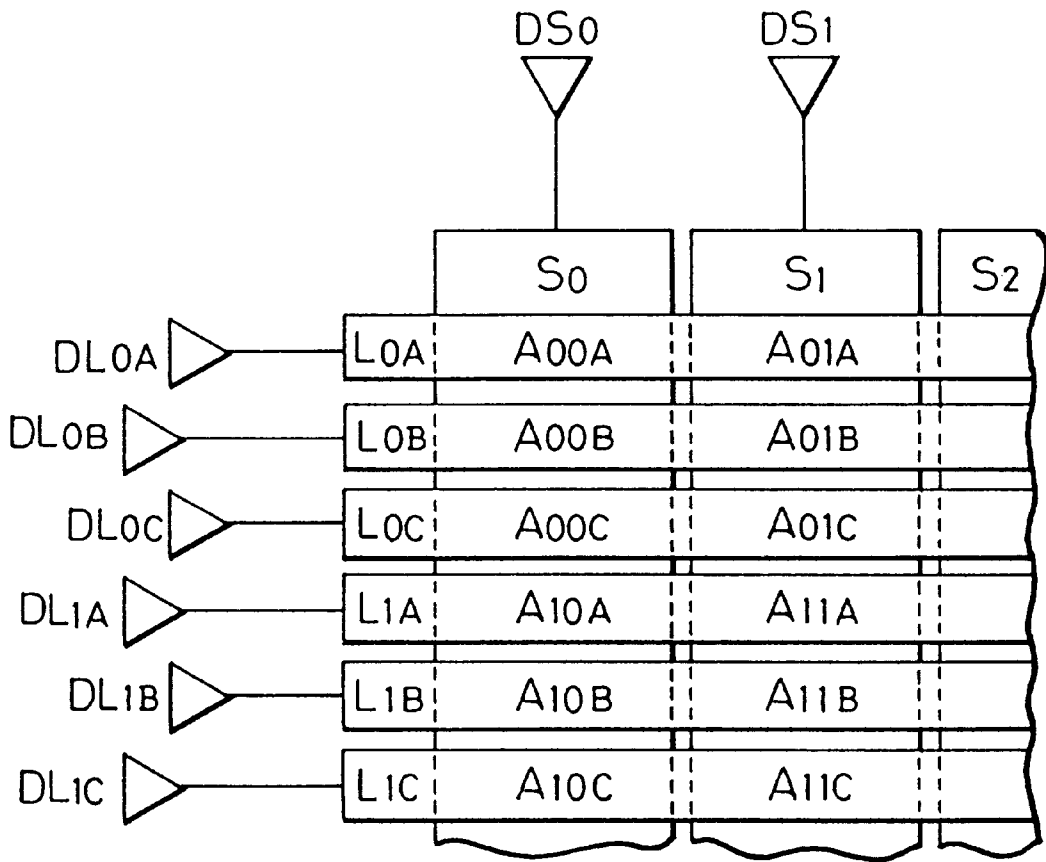 DS0 DS1
S0 S1 S2
DL0A L0A A00A A01A
DL0B L0B A00B A01B
DL0C L0C A00C A01C
DL1A L1A A10A A11A
DL1B L1B A10B A11B
DL1C L1C A10C A11C